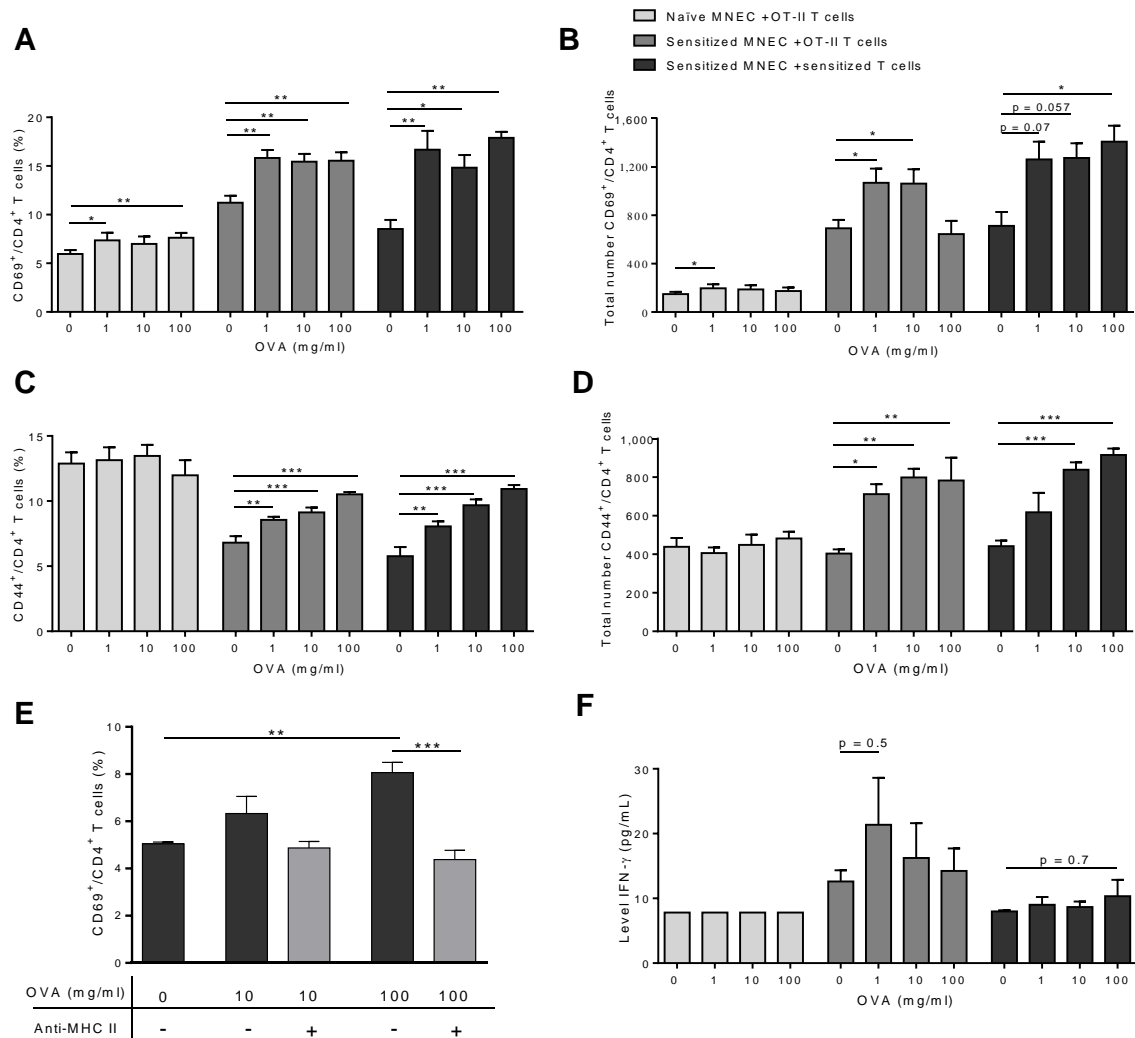 Naïve MNEC +OT-II T cells
Sensitized MNEC +OT-II T cells
Sensitized MNEC +sensitized T cells
A
CD69⁺/CD4⁺ T cells (%)
20
15
10
5
0
*
**
**
**
**
**
*
**
0 1 10 100 0 1 10 100 0 1 10 100
OVA (mg/ml)
B
Total number CD69⁺/CD4⁺ T cells
1,600
1,200
800
400
0
*
*
*
*
p = 0.057
p = 0.07
0 1 10 100 0 1 10 100 0 1 10 100
OVA (mg/ml)
C
CD44⁺/CD4⁺ T cells (%)
15
10
5
0
***
***
**
***
***
**
0 1 10 100 0 1 10 100 0 1 10 100
OVA (mg/ml)
D
Total number CD44⁺/CD4⁺ T cells
1,000
800
600
400
200
0
**
**
*
***
***
0 1 10 100 0 1 10 100 0 1 10 100
OVA (mg/ml)
E
CD69⁺/CD4⁺ T cells (%)
10
8
6
4
2
0
**
***
OVA (mg/ml) 0 10 10 100 100
Anti-MHC II - - + - +
F
Level IFN-γ (pg/mL)
30
20
10
0
p = 0.5
p = 0.7
0 1 10 100 0 1 10 100 0 1 10 100
OVA (mg/ml)